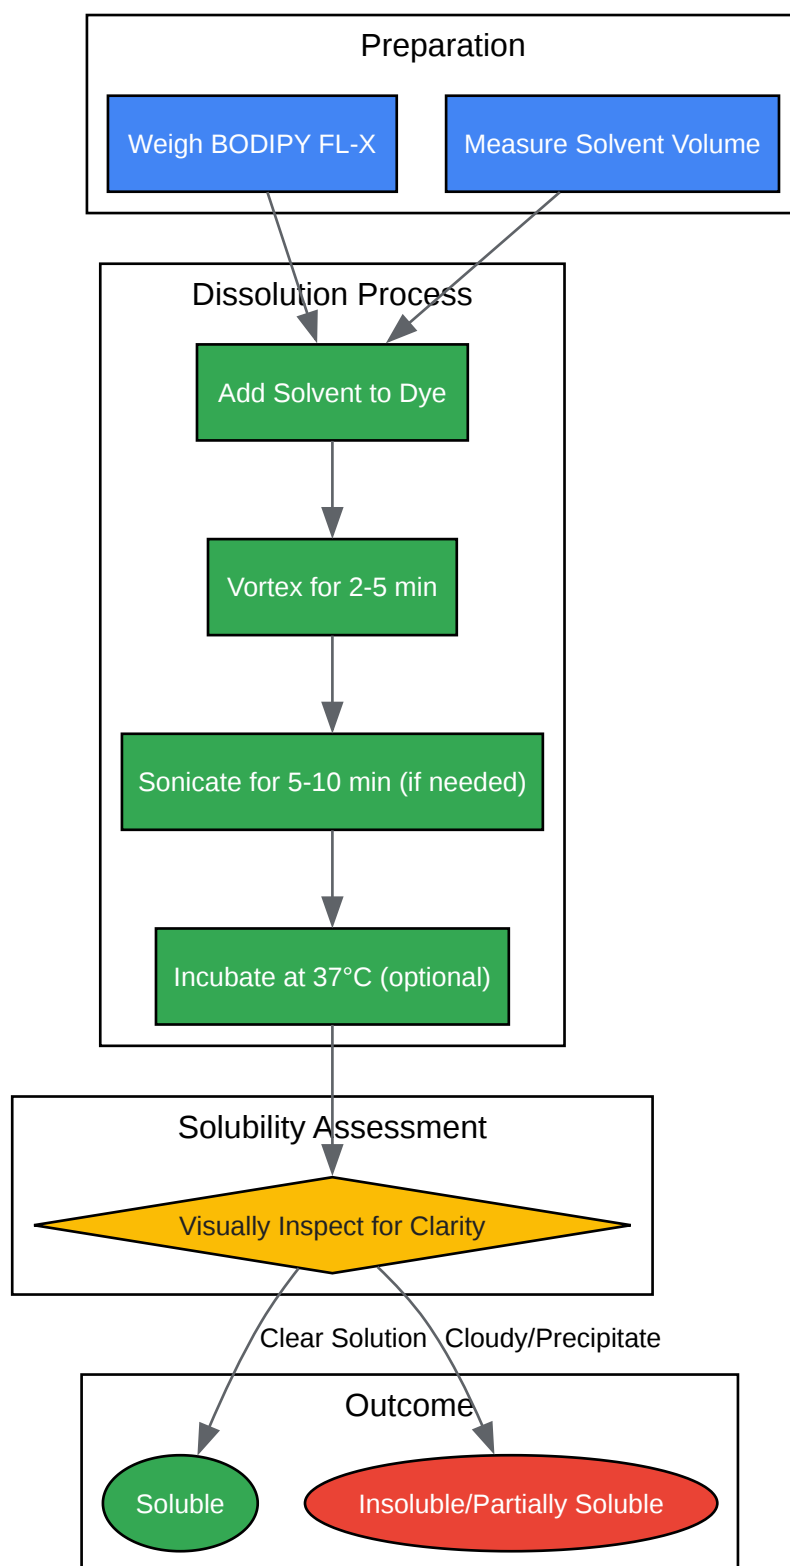 Preparation
Weigh BODIPY FL-X
Measure Solvent Volume
Dissolution Process
Add Solvent to Dye
Vortex for 2-5 min
Sonicate for 5-10 min (if needed)
Incubate at 37°C (optional)
Solubility Assessment
Visually Inspect for Clarity
Clear Solution
Cloudy/Precipitate
Outcome
Soluble
Insoluble/Partially Soluble